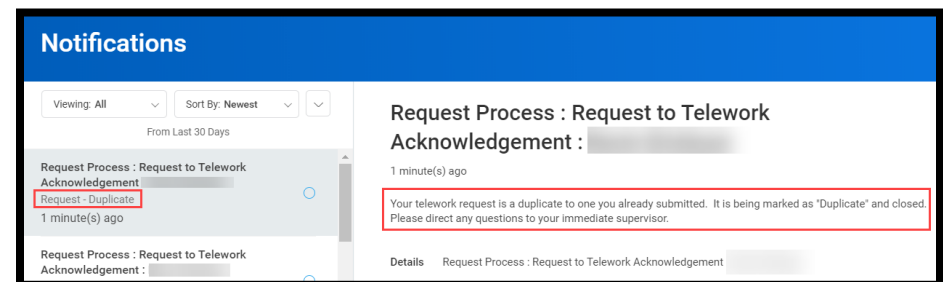 Notifications
Viewing: All
Sort By: Newest
From Last 30 Days
Request Process : Request to Telework
Acknowledgement
Request - Duplicate
1 minute(s) ago
Request Process : Request to Telework
Acknowledgement :
Request Process : Request to Telework
Acknowledgement :
1 minute(s) ago
Your telework request is a duplicate to one you already submitted. It is being marked as "Duplicate" and closed.
Please direct any questions to your immediate supervisor.
Details Request Process : Request to Telework Acknowledgement